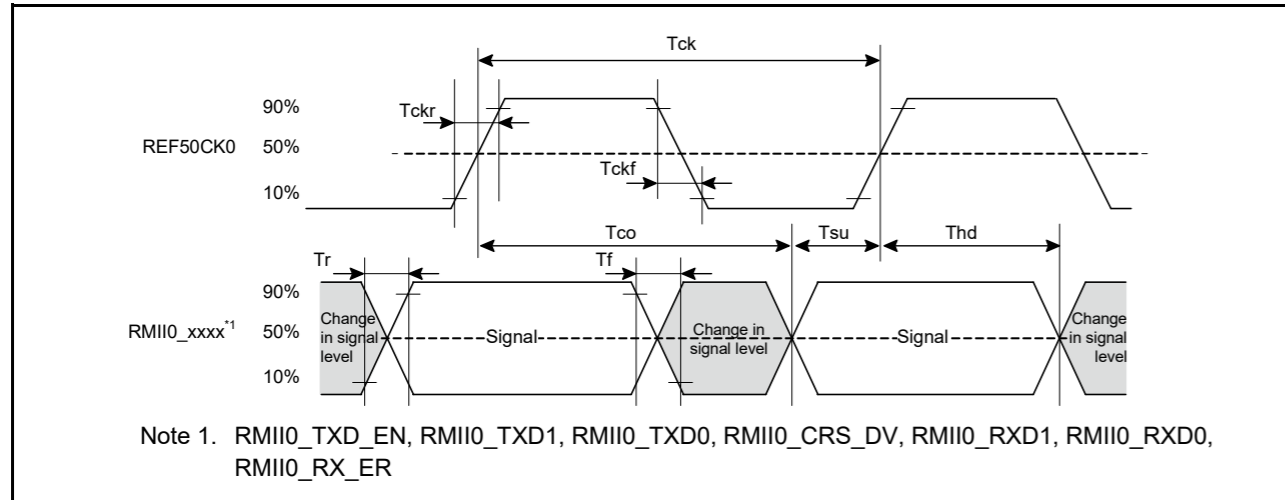 Tck
90%
Tckr
REF50CK0 50%
Tckf
10%
Tco Tsu Thd
Tr Tf
90%
Change in signal level
Change in signal level
Change in signal level
RMII0_xxxx*1 50%
Signal
Signal
10%
Note 1. RMII0_TXD_EN, RMII0_TXD1, RMII0_TXD0, RMII0_CRS_DV, RMII0_RXD1, RMII0_RXD0,
RMII0_RX_ER